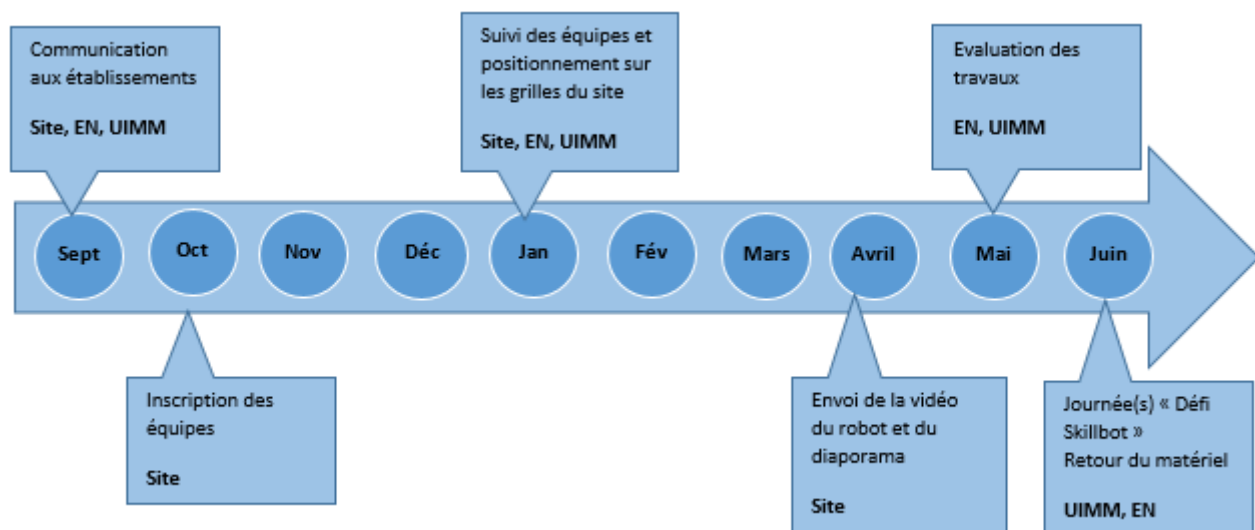 Communication
aux établissements
Site, EN, UIMM
Suivi des équipes et
positionnement sur
les grilles du site
Site, EN, UIMM
Evaluation des
travaux
EN, UIMM
Sept
Oct
Nov
Déc
Jan
Fév
Mars
Avril
Mai
Juin
Inscription des
équipes
Site
Envoi de la vidéo
du robot et du
diaporama
Site
Journée(s) « Défi
Skillbot »
Retour du matériel
UIMM, EN